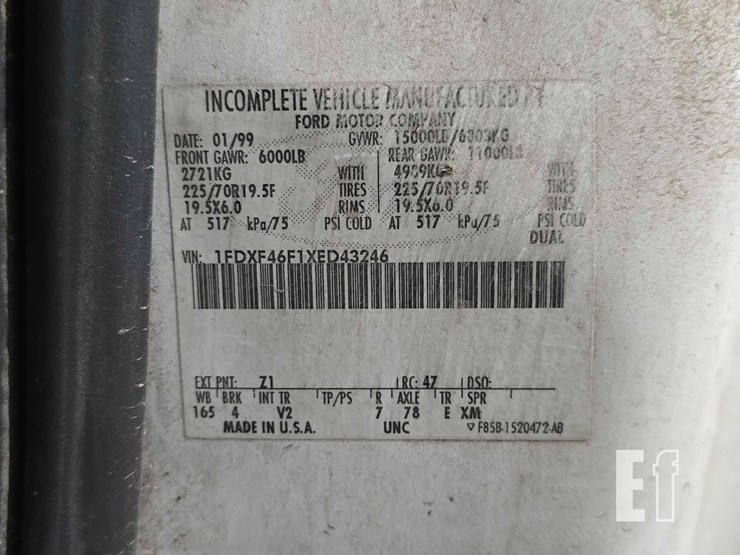 INCOMPLETE VEHICLE MANUFACTURED BY
FORD MOTOR COMPANY
DATE: 01/99 GVWR: 15000LB/6803KG
FRONT GAWR: 6000LB REAR GAWR: 11000LB
2721KG WITH 4989KG WITH
225/70R19.5F TIRES 225/70R19.5F TIRES
19.5X6.0 RIMS 19.5X6.0 RIMS
AT 517 kPa/75 PSI COLD AT 517 kPa/75 PSI COLD
DUAL
VIN: 1FDXF46F1XED43246
EXT PNT: Z1 RC: 47 DSO:
WB BRK INT TR TP/PS R AXLE TR SPR
165 4 V2 7 78 E XM
MADE IN U.S.A. UNC ▽ F85B-1520472-AB
Ef